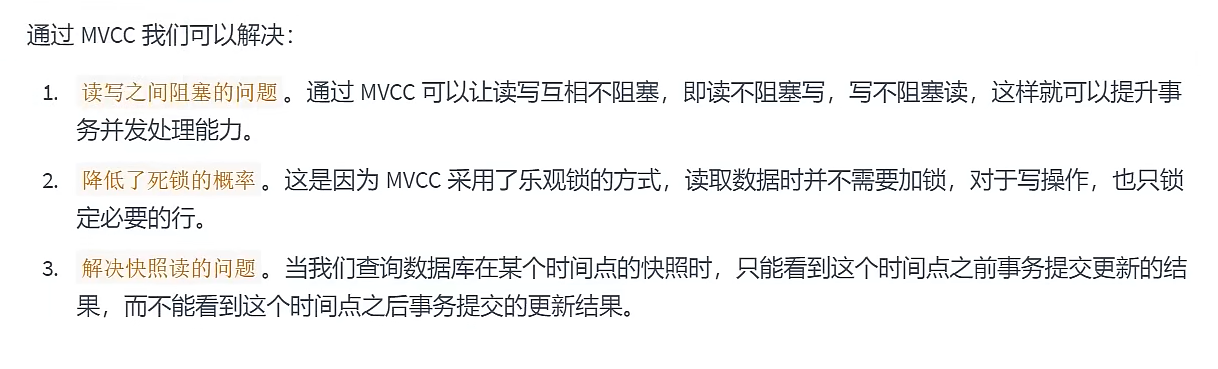 通过 MVCC 我们可以解决：
1. 读写之间阻塞的问题。通过 MVCC 可以让读写互相不阻塞，即读不阻塞写，写不阻塞读，这样就可以提升事
务并发处理能力。
2. 降低了死锁的概率。这是因为 MVCC 采用了乐观锁的方式，读取数据时并不需要加锁，对于写操作，也只锁
定必要的行。
3. 解决快照读的问题。当我们查询数据库在某个时间点的快照时，只能看到这个时间点之前事务提交更新的结
果，而不能看到这个时间点之后事务提交的更新结果。